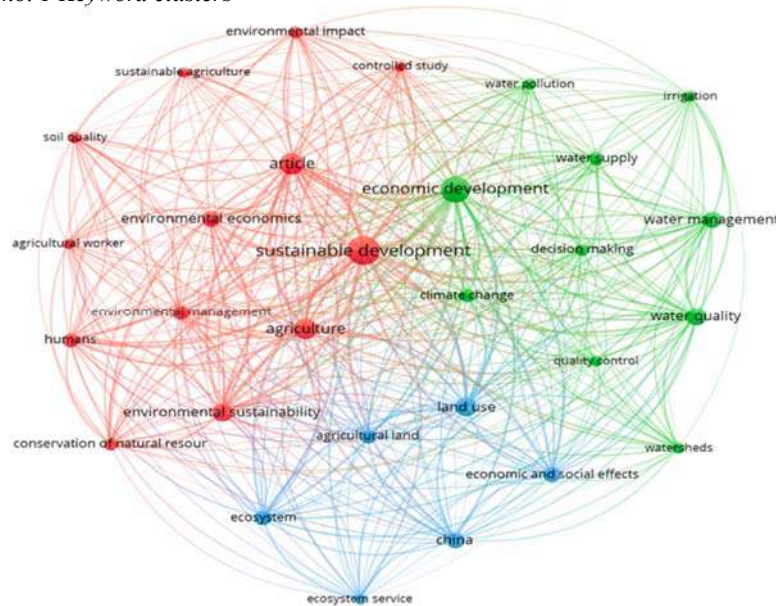 1 Keyword clusters
environmental impact
sustainable agriculture
controlled study
water pollution
irrigation
soil quality
article
water supply
economic development
environmental economics
water management
agricultural worker
sustainable development
decision making
climate change
environmental management
agriculture
water quality
humans
quality control
land use
environmental sustainability
agricultural land
conservation of natural resour
watersheds
economic and social effects
ecosystem
china
ecosystem service